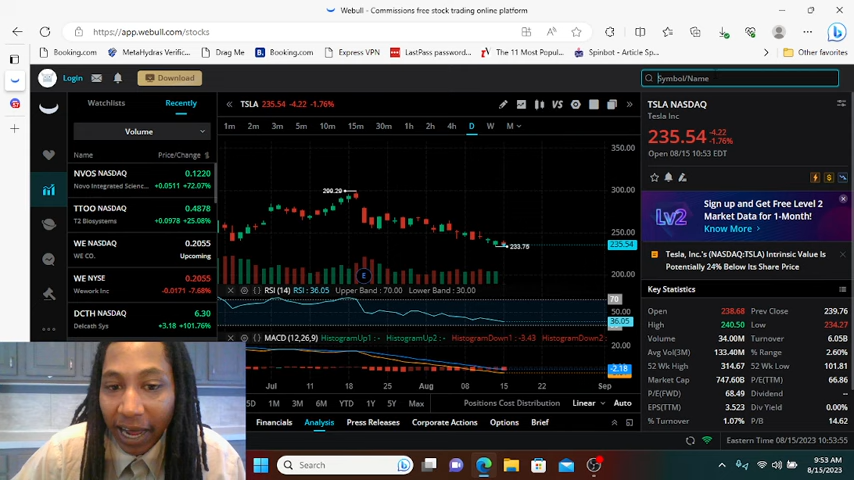 Webull - Commissions free stock trading online platform
https://www.webull.com/stocks
Booking.com
MetaHydras Verific...
Drag Me
Booking.com
Express VPN
LastPass password...
The 11 Most Popul...
Spinbot - Article Sp...
Other favorites
Login
Download
Symbol/Name
Watchlists
Recently
Volume
Name
Price/Change
NVOS NASDAQ
0.1220
Novo Integrated Scienc...
+0.0511 +72.07%
TTOO NASDAQ
0.4878
T2 Biosystems
+0.0978 +25.08%
WE NASDAQ
0.2055
WE CO.
Upcoming
WE NYSE
0.2055
Wework Inc
-0.0171 -7.68%
DCTH NASDAQ
6.30
Delcath Sys
+3.18 +101.76%
TSLA 235.54 -4.22 -1.76%
VS
1m 2m 3m 5m 10m 15m 30m 1h 2h 4h D W M
350.00
299.29
300.00
233.76
235.54
200.00
E
RSI(14) RSI: 36.05 Upper Band : 70.00 Lower Band : 30.00
70
50.00
36.05
MACD(12,26,9) HistogramUp1 : - HistogramUp2 : - HistogramDown1 : -3.43 HistogramDown2 :
20.00
-2.18
Jul 11 18 Aug 08 15 22 Sep
5D 1M 3M 6M YTD 1Y 5Y Max
Positions Cost Distribution
Linear
Auto
Financials Analysis Press Releases Corporate Actions Options Brief
TSLA NASDAQ
Tesla Inc
235.54 -4.22
-1.76%
Open 08/15 10:53 EDT
Lv2
Sign up and Get Free Level 2
Market Data for 1-Month!
Know More >
Tesla, Inc.'s (NASDAQ:TSLA) Intrinsic Value Is
Potentially 24% Below Its Share Price
Key Statistics
Open 238.68 Prev Close 239.76
High 240.50 Low 234.27
Volume 34.00M Turnover 6.05B
Avg Vol(3M) 133.40M % Range 2.60%
52 Wk High 314.67 52 Wk Low 101.81
Market Cap 747.60B P/E(TTM) 66.86
P/E(FWD) 68.49 Dividend --
EPS(TTM) 3.523 Div Yield 0.00%
% Turnover 1.07% P/B 14.62
Eastern Time 08/15/2023 10:53:55
Search
9:53 AM
8/15/2023